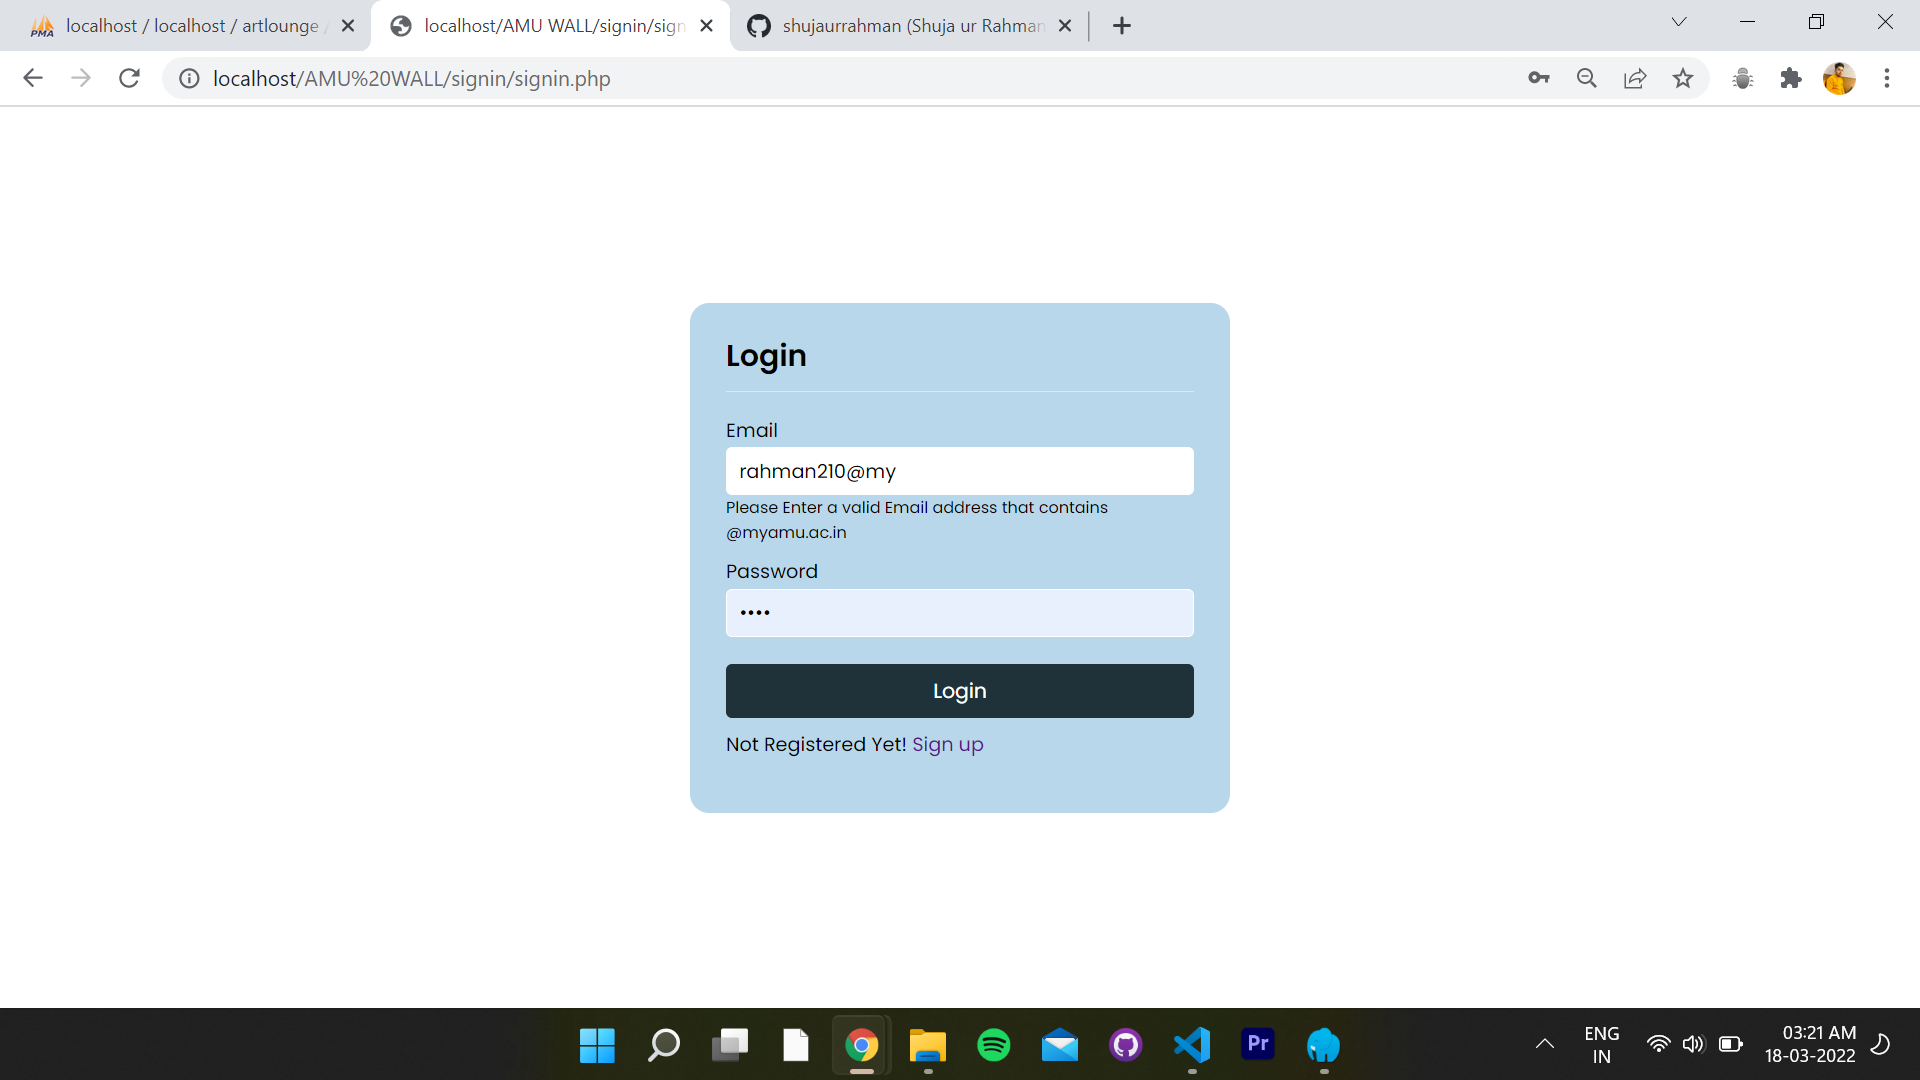 PMA localhost / localhost / artlounge /
localhost/AMU WALL/signin/sign
shujaurrahman (Shuja ur Rahman
localhost/AMU%20WALL/signin/signin.php
Login
Email
rahman210@my
Please Enter a valid Email address that contains
@myamu.ac.in
Password
••••
Login
Not Registered Yet! Sign up
Pr
ENG
IN
03:21 AM
18-03-2022